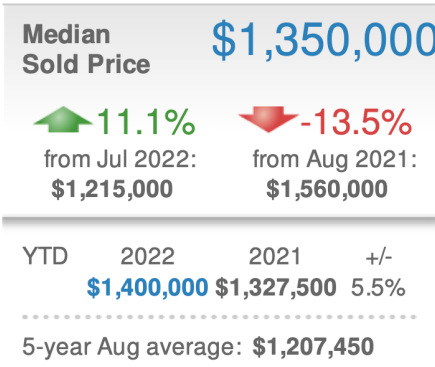 Median $1,350,000
Sold Price
11.1% -13.5%
from Jul 2022: from Aug 2021:
$1,215,000 $1,560,000
YTD 2022 2021 +/-
$1,400,000 $1,327,500 5.5%
5-year Aug average: $1,207,450